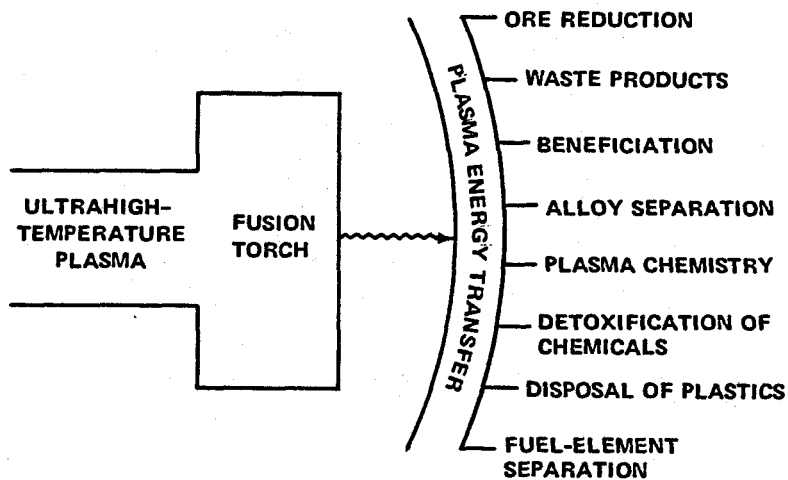 ULTRAHIGH-
TEMPERATURE
PLASMA
FUSION
TORCH
PLASMA ENERGY TRANSFER
ORE REDUCTION
WASTE PRODUCTS
BENEFICIATION
ALLOY SEPARATION
PLASMA CHEMISTRY
DETOXIFICATION OF
CHEMICALS
DISPOSAL OF PLASTICS
FUEL-ELEMENT
SEPARATION